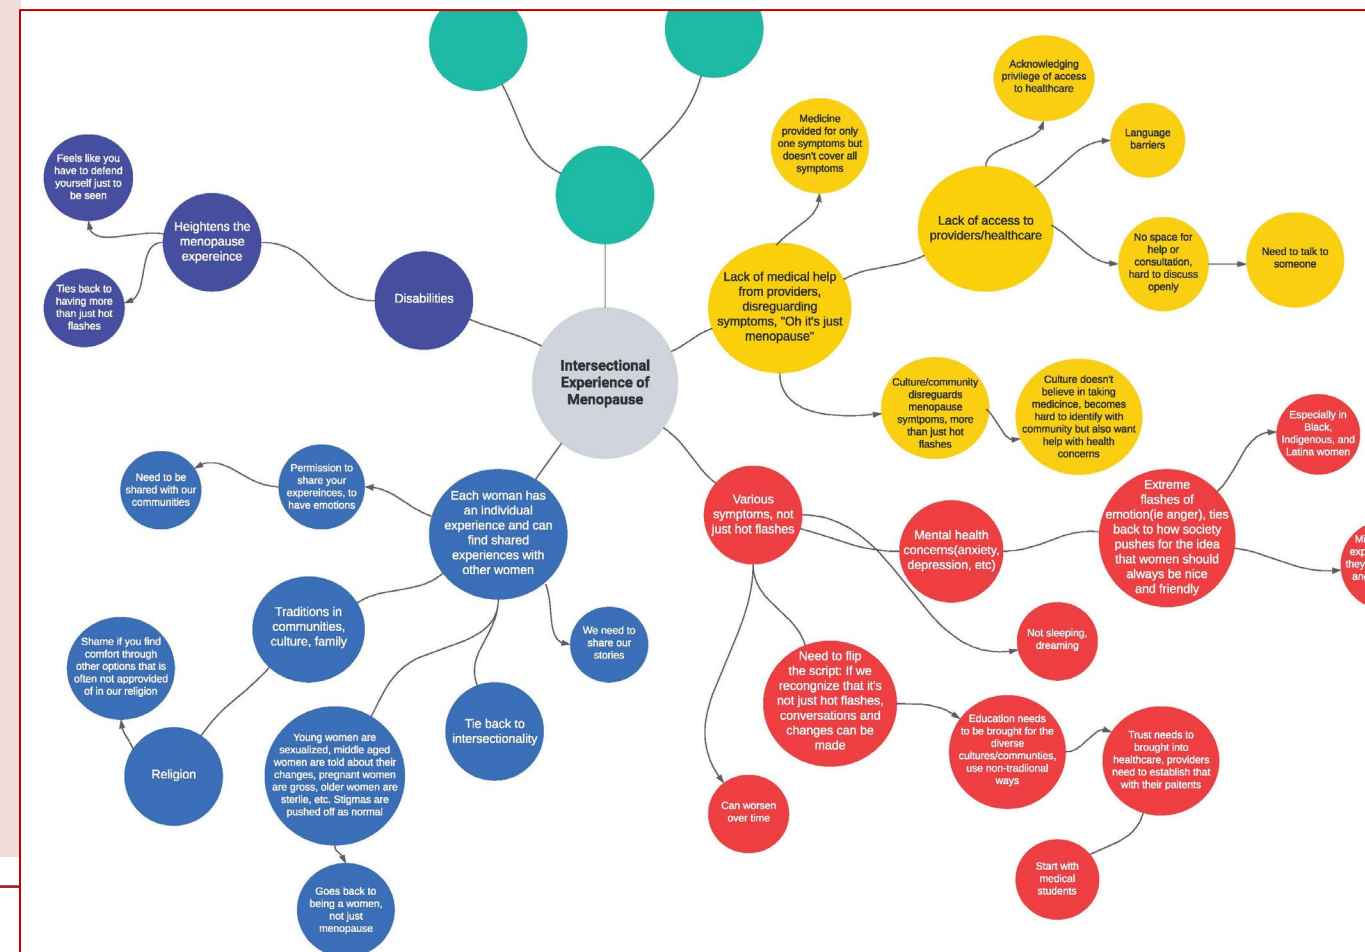 Intersectional
Experience of
Menopause
Disabilities
Heightens the
menopause
expereince
Feels like you
have to defend
yourself just to
be seen
Ties back to
having more
than just hot
flashes
Lack of medical help
from providers,
disreguarding
symptoms, "Oh it's just
menopause"
Medicine
provided for only
one symptoms but
doesn't cover all
symptoms
Lack of access to
providers/healthcare
Acknowledging
privilege of access
to healthcare
Language
barriers
No space for
help or
consultation,
hard to discuss
openly
Need to talk to
someone
Culture/community
disreguards
menopause
symtpoms, more
than just hot
flashes
Culture doesn't
believe in taking
medicince, becomes
hard to identify with
community but also want
help with health
concerns
Various
symptoms, not
just hot flashes
Mental health
concerns(anxiety,
depression, etc)
Extreme
flashes of
emotion(ie anger), ties
back to how society
pushes for the idea
that women should
always be nice
and friendly
Especially in
Black,
Indigenous, and
Latina women
Not sleeping,
dreaming
Need to flip
the script: If we
recongnize that it's
not just hot flashes,
conversations and
changes can be
made
Education needs
to be brought for the
diverse
cultures/communties,
use non-tradiional
ways
Trust needs to
brought into
healthcare, providers
need to establish that
with their paitents
Start with
medical
students
Can worsen
over time
Each woman has
an individual
experience and can
find shared
experiences with
other women
Permission to
share your
expereinces, to
have emotions
Need to be
shared with our
communities
Traditions in
communities,
culture, family
Religion
Shame if you find
comfort through
other options that is
often not approvided
of in our religion
Young women are
sexualized, middle aged
women are told about their
changes, pregnant women
are gross, older women are
sterlie, etc. Stigmas are
pushed off as normal
Goes back to
being a women,
not just
menopause
Tie back to
intersectionality
We need to
share our
stories